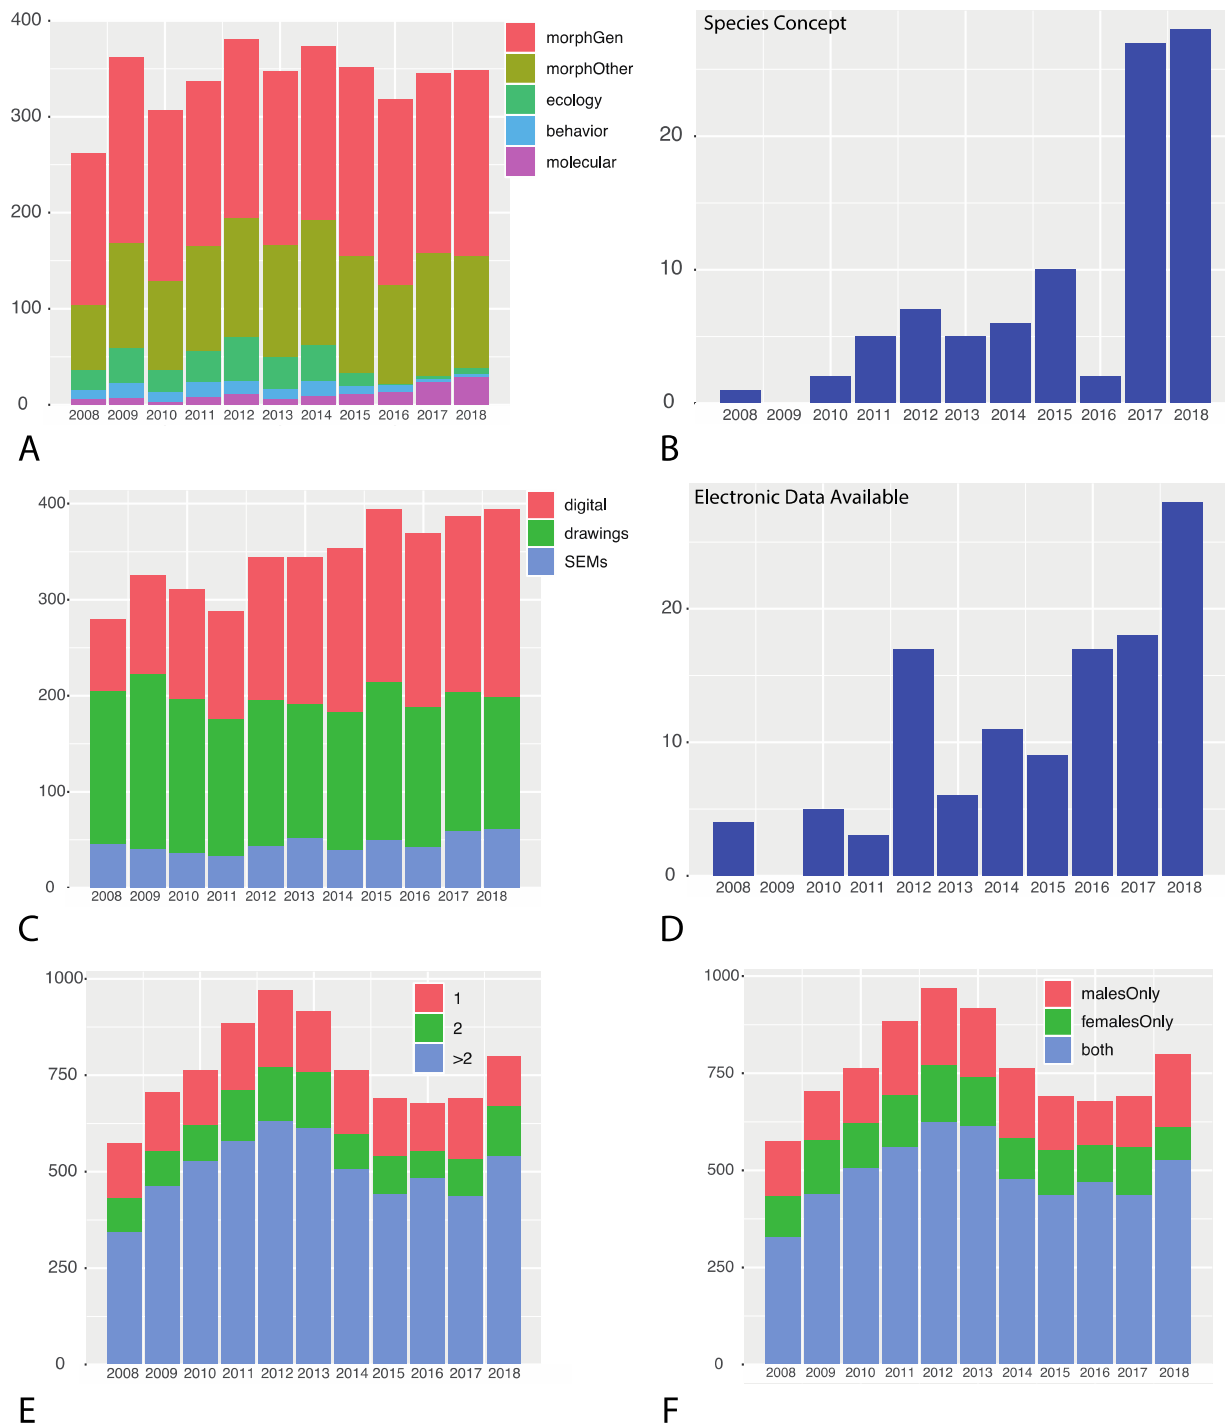 400
300
200
100
0
morphGen
morphOther
ecology
behavior
molecular
2008 2009 2010 2011 2012 2013 2014 2015 2016 2017 2018
A
Species Concept
20
10
0
2008 2009 2010 2011 2012 2013 2014 2015 2016 2017 2018
B
400
300
200
100
0
digital
drawings
SEMs
2008 2009 2010 2011 2012 2013 2014 2015 2016 2017 2018
C
Electronic Data Available
20
10
0
2008 2009 2010 2011 2012 2013 2014 2015 2016 2017 2018
D
1000
750
500
250
0
1
2
>2
2008 2009 2010 2011 2012 2013 2014 2015 2016 2017 2018
E
1000
750
500
250
0
malesOnly
femalesOnly
both
2008 2009 2010 2011 2012 2013 2014 2015 2016 2017 2018
F